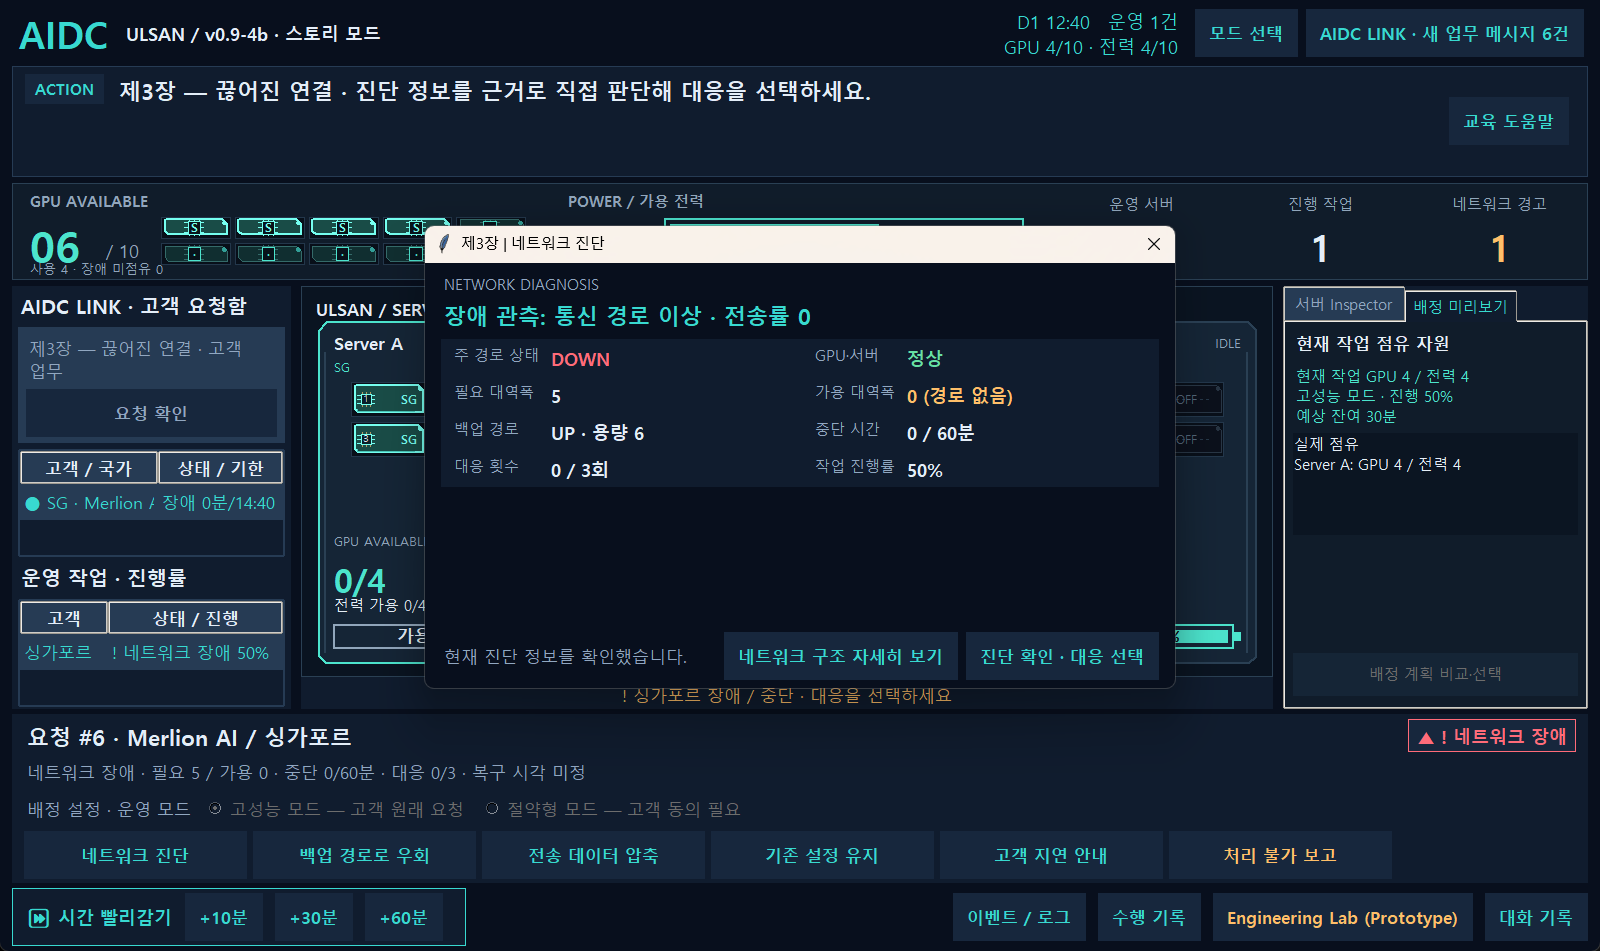 AIDC ULSAN / v0.9-4b · 스토리 모드
D1 12:40 운영 1건
GPU 4/10 · 전력 4/10
모드 선택
AIDC LINK · 새 업무 메시지 6건
ACTION 제3장 — 끊어진 연결 · 진단 정보를 근거로 직접 판단해 대응을 선택하세요.
교육 도움말
GPU AVAILABLE
06 / 10
사용 4 · 장애 미점유 0
S S S S
POWER / 가용 전력
운영 서버
진행 작업
1
네트워크 경고
1
AIDC LINK · 고객 요청함
제3장 — 끊어진 연결 · 고객
업무
요청 확인
고객 / 국가 상태 / 기한
SG · Merlion 장애 0분/14:40
운영 작업 · 진행률
고객 상태 / 진행
싱가포르 ! 네트워크 장애 50%
ULSAN / SERV
Server A
SG
1 SG
3 SG
GPU AVAILABL
0/4
전력 가용 0/4
가용
IDLE
OFF --
OFF --
%
제3장 | 네트워크 진단
NETWORK DIAGNOSIS
장애 관측: 통신 경로 이상 · 전송률 0
주 경로 상태 DOWN GPU·서버 정상
필요 대역폭 5 가용 대역폭 0 (경로 없음)
백업 경로 UP · 용량 6 중단 시간 0 / 60분
대응 횟수 0 / 3회 작업 진행률 50%
현재 진단 정보를 확인했습니다.
네트워크 구조 자세히 보기
진단 확인 · 대응 선택
! 싱가포르 장애 / 중단 · 대응을 선택하세요
서버 Inspector 배정 미리보기
현재 작업 점유 자원
현재 작업 GPU 4 / 전력 4
고성능 모드 · 진행 50%
예상 잔여 30분
실제 점유
Server A: GPU 4 / 전력 4
배정 계획 비교·선택
요청 #6 · Merlion AI / 싱가포르
▲ ! 네트워크 장애
네트워크 장애 · 필요 5 / 가용 0 · 중단 0/60분 · 대응 0/3 · 복구 시각 미정
배정 설정 · 운영 모드 고성능 모드 — 고객 원래 요청 절약형 모드 — 고객 동의 필요
네트워크 진단 백업 경로로 우회 전송 데이터 압축 기존 설정 유지 고객 지연 안내 처리 불가 보고
시간 빨리감기 +10분 +30분 +60분
이벤트 / 로그 수행 기록 Engineering Lab (Prototype) 대화 기록